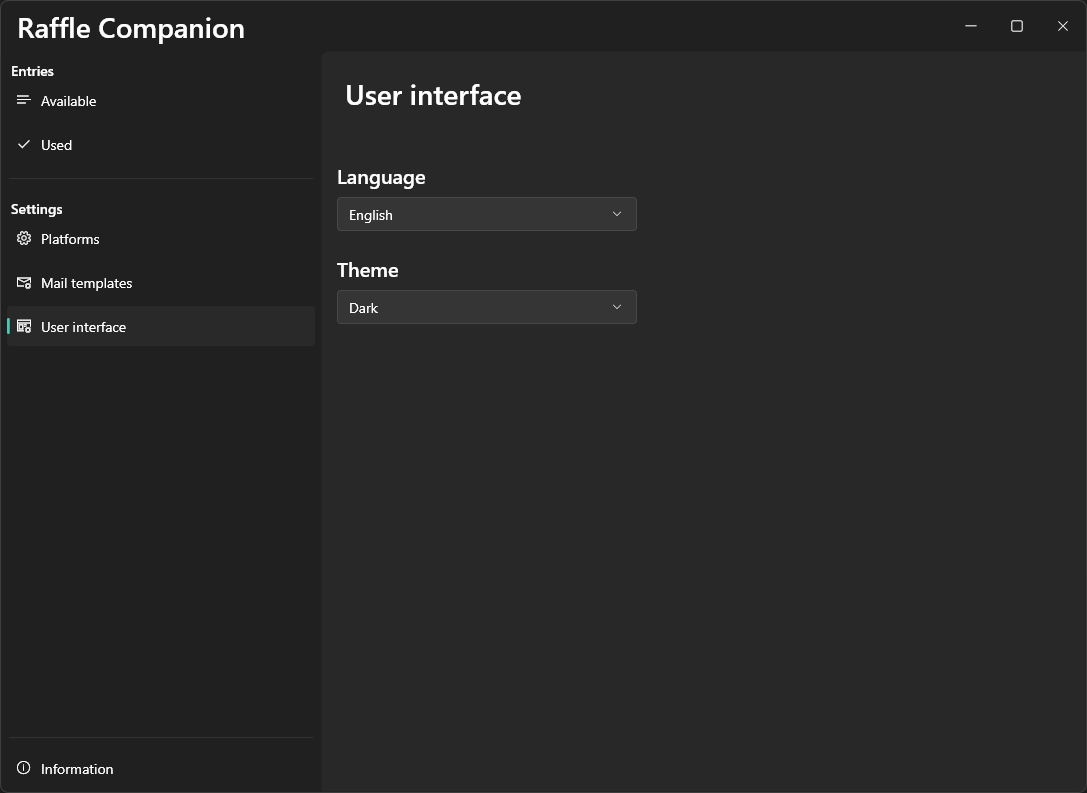 Raffle Companion
Entries
Available
Used
Settings
Platforms
Mail templates
User interface
Information
User interface
Language
English
Theme
Dark